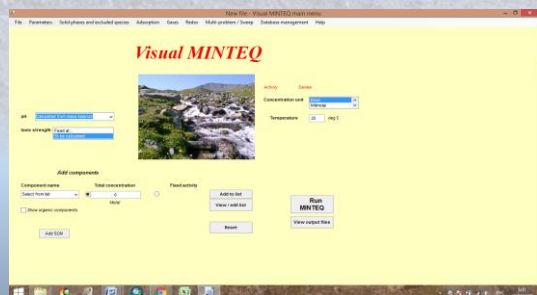 New file - Visual MINTEQ main menu
File Parameters Solid phases and excluded species Adsorption Gases Redox Multi-problem / Sweep Database management Help
Visual MINTEQ
Concentration unit Molal
Millimolal
pH Calculated from mass balance
Temperature 25 deg C
Ionic strength Fixed at...
To be calculated
Add components
Component name Total concentration Fixed activity
Select from list 0
Molal
Show organic components
Add to list
View / edit list
Run
MINTEQ
View output files
Reset
Add SOM